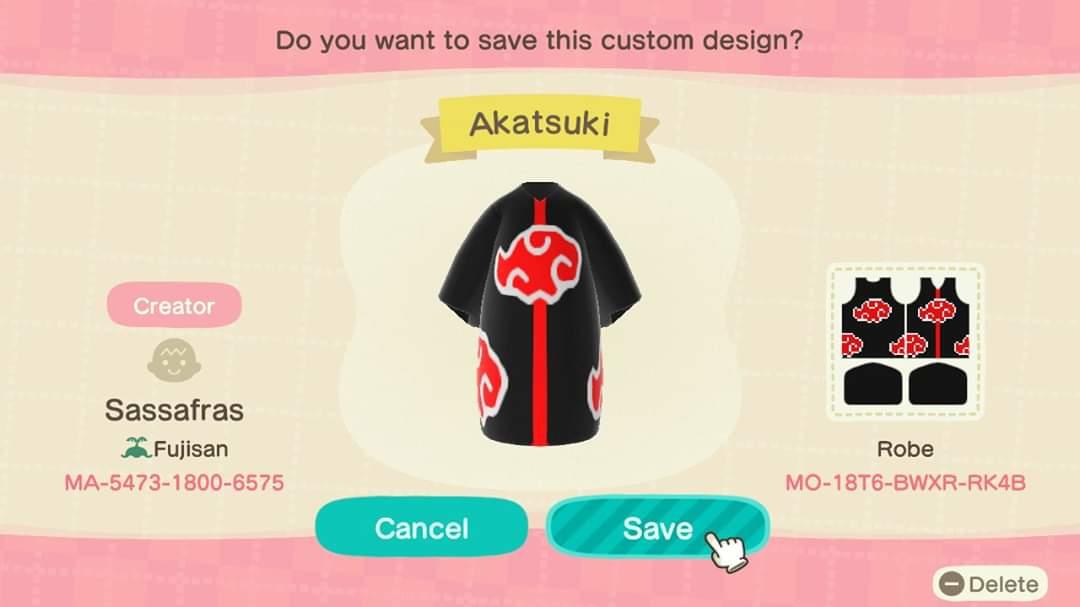 Do you want to save this custom design?
Akatsuki
Creator
Sassafras
Fujisan
MA-5473-1800-6575
Robe
MO-18T6-BWXR-RK4B
Cancel
Save
Delete